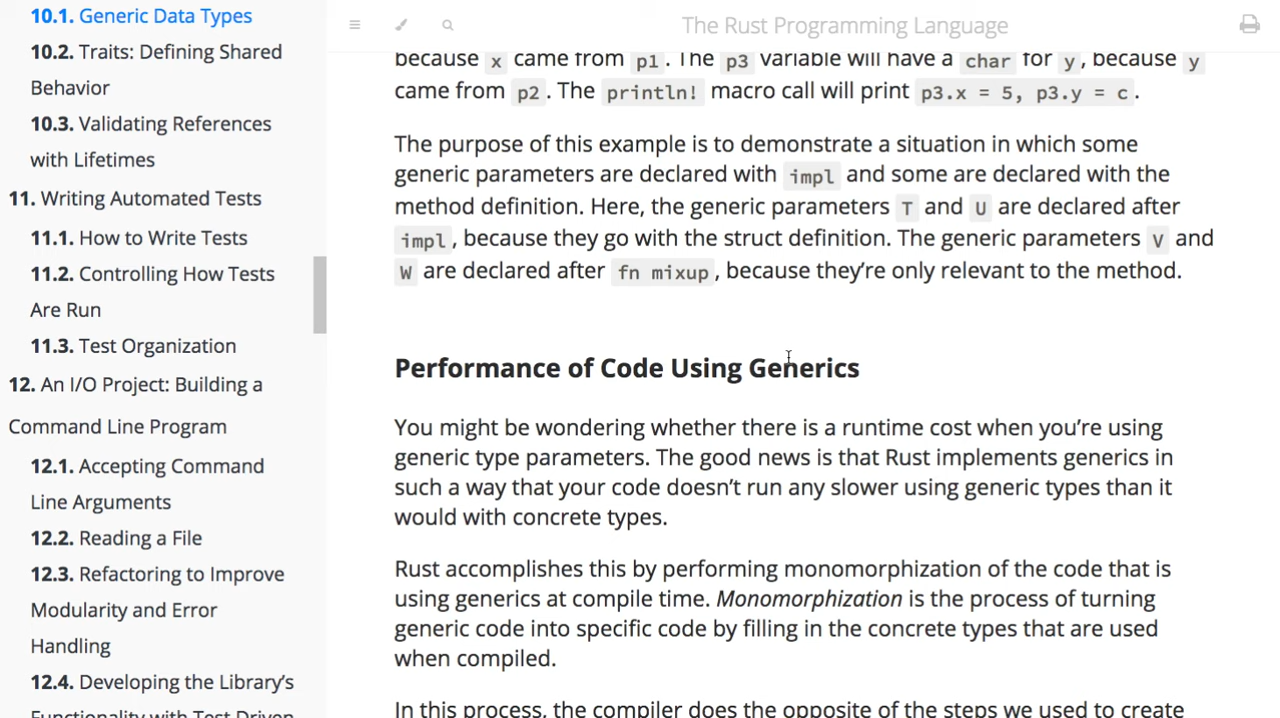 10.1. Generic Data Types
10.2. Traits: Defining Shared
Behavior
10.3. Validating References
with Lifetimes
11. Writing Automated Tests
11.1. How to Write Tests
11.2. Controlling How Tests
Are Run
11.3. Test Organization
12. An I/O Project: Building a
Command Line Program
12.1. Accepting Command
Line Arguments
12.2. Reading a File
12.3. Refactoring to Improve
Modularity and Error
Handling
12.4. Developing the Library's
Functionality with Test Driven
The Rust Programming Language
because x came from p1. The p3 variable will have a char for y, because y
came from p2. The println! macro call will print p3.x = 5, p3.y = c.
The purpose of this example is to demonstrate a situation in which some
generic parameters are declared with impl and some are declared with the
method definition. Here, the generic parameters T and U are declared after
impl, because they go with the struct definition. The generic parameters V and
W are declared after fn mixup, because they're only relevant to the method.
Performance of Code Using Generics
You might be wondering whether there is a runtime cost when you're using
generic type parameters. The good news is that Rust implements generics in
such a way that your code doesn't run any slower using generic types than it
would with concrete types.
Rust accomplishes this by performing monomorphization of the code that is
using generics at compile time. Monomorphization is the process of turning
generic code into specific code by filling in the concrete types that are used
when compiled.
In this process, the compiler does the opposite of the steps we used to create